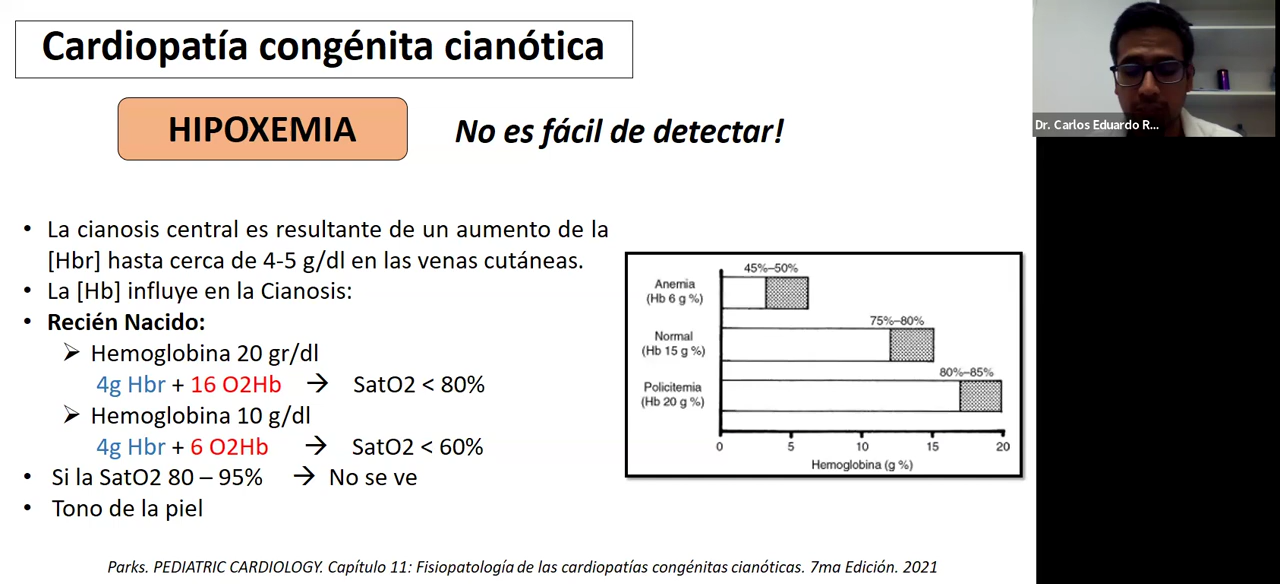 Cardiopatía congénita cianótica
HIPOXEMIA
No es fácil de detectar!
Dr. Carlos Eduardo R...
• La cianosis central es resultante de un aumento de la
[Hbr] hasta cerca de 4-5 g/dl en las venas cutáneas.
• La [Hb] influye en la Cianosis:
• Recién Nacido:
➢ Hemoglobina 20 gr/dl
4g Hbr + 16 O2Hb → SatO2 < 80%
➢ Hemoglobina 10 g/dl
4g Hbr + 6 O2Hb → SatO2 < 60%
• Si la SatO2 80 – 95% → No se ve
• Tono de la piel
45%–50%
Anemia
(Hb 6 g %)
75%–80%
Normal
(Hb 15 g %)
80%–85%
Politicemia
(Hb 20 g %)
0 5 10 15 20
Hemoglobina (g %)
Parks. PEDIATRIC CARDIOLOGY. Capítulo 11: Fisiopatología de las cardiopatías congénitas cianóticas. 7ma Edición. 2021